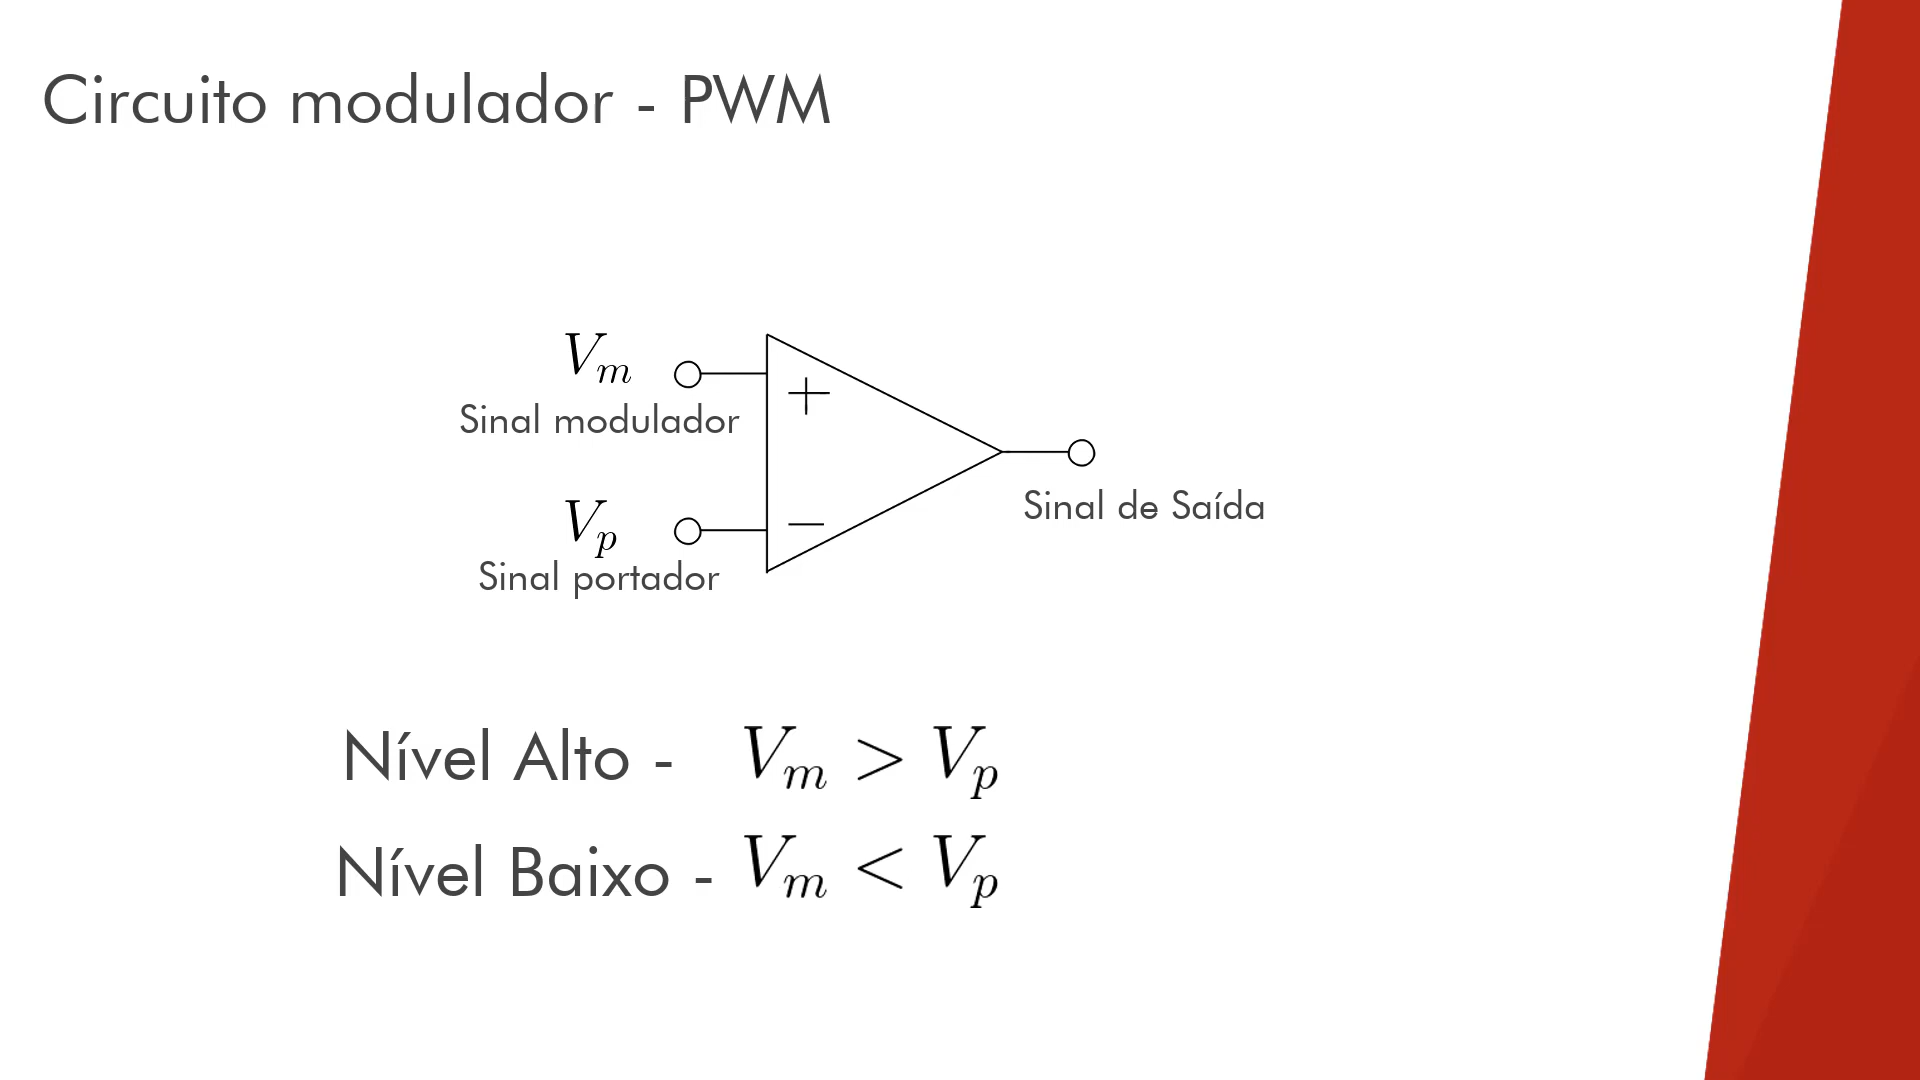 Circuito modulador - PWM
V_m
Sinal modulador
+
V_p
−
Sinal portador
Sinal de Saída
Nível Alto - V_m > V_p
Nível Baixo - V_m < V_p